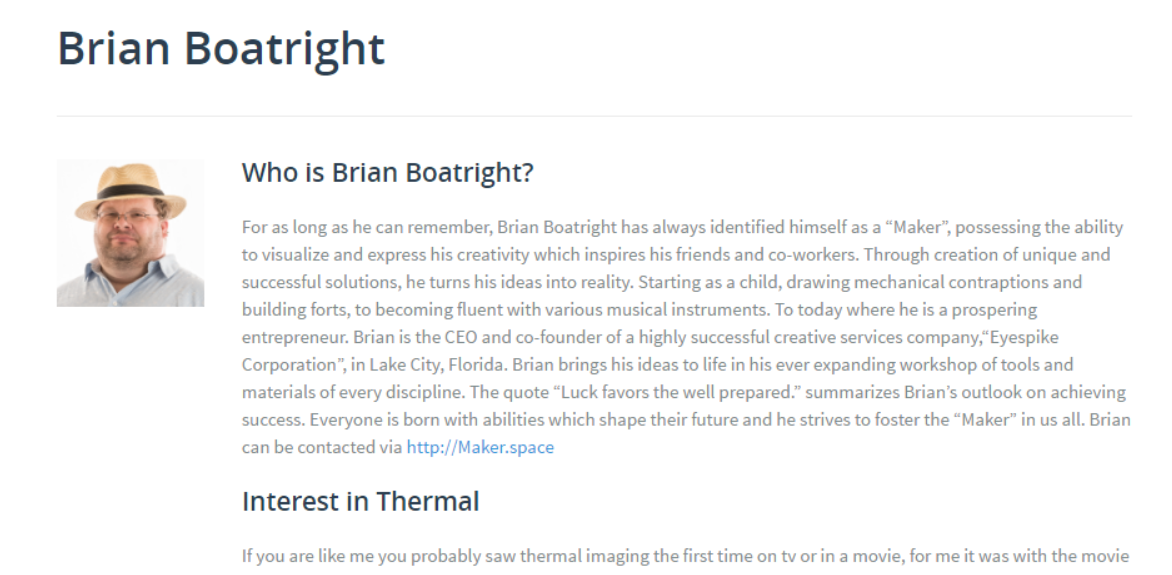 Brian Boatright
Who is Brian Boatright?
For as long as he can remember, Brian Boatright has always identified himself as a “Maker”, possessing the ability
to visualize and express his creativity which inspires his friends and co-workers. Through creation of unique and
successful solutions, he turns his ideas into reality. Starting as a child, drawing mechanical contraptions and
building forts, to becoming fluent with various musical instruments. To today where he is a prospering
entrepreneur. Brian is the CEO and co-founder of a highly successful creative services company,“Eyespike
Corporation”, in Lake City, Florida. Brian brings his ideas to life in his ever expanding workshop of tools and
materials of every discipline. The quote “Luck favors the well prepared.” summarizes Brian’s outlook on achieving
success. Everyone is born with abilities which shape their future and he strives to foster the “Maker” in us all. Brian
can be contacted via http://Maker.space
Interest in Thermal
If you are like me you probably saw thermal imaging the first time on tv or in a movie, for me it was with the movie